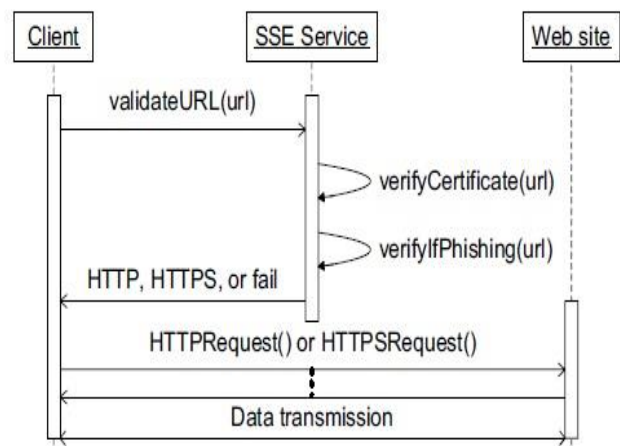 Client
SSE Service
Web site
validateURL(url)
verifyCertificate(url)
verifyIfPhishing(url)
HTTP, HTTPS, or fail
HTTPRequest() or HTTPSRequest()
Data transmission